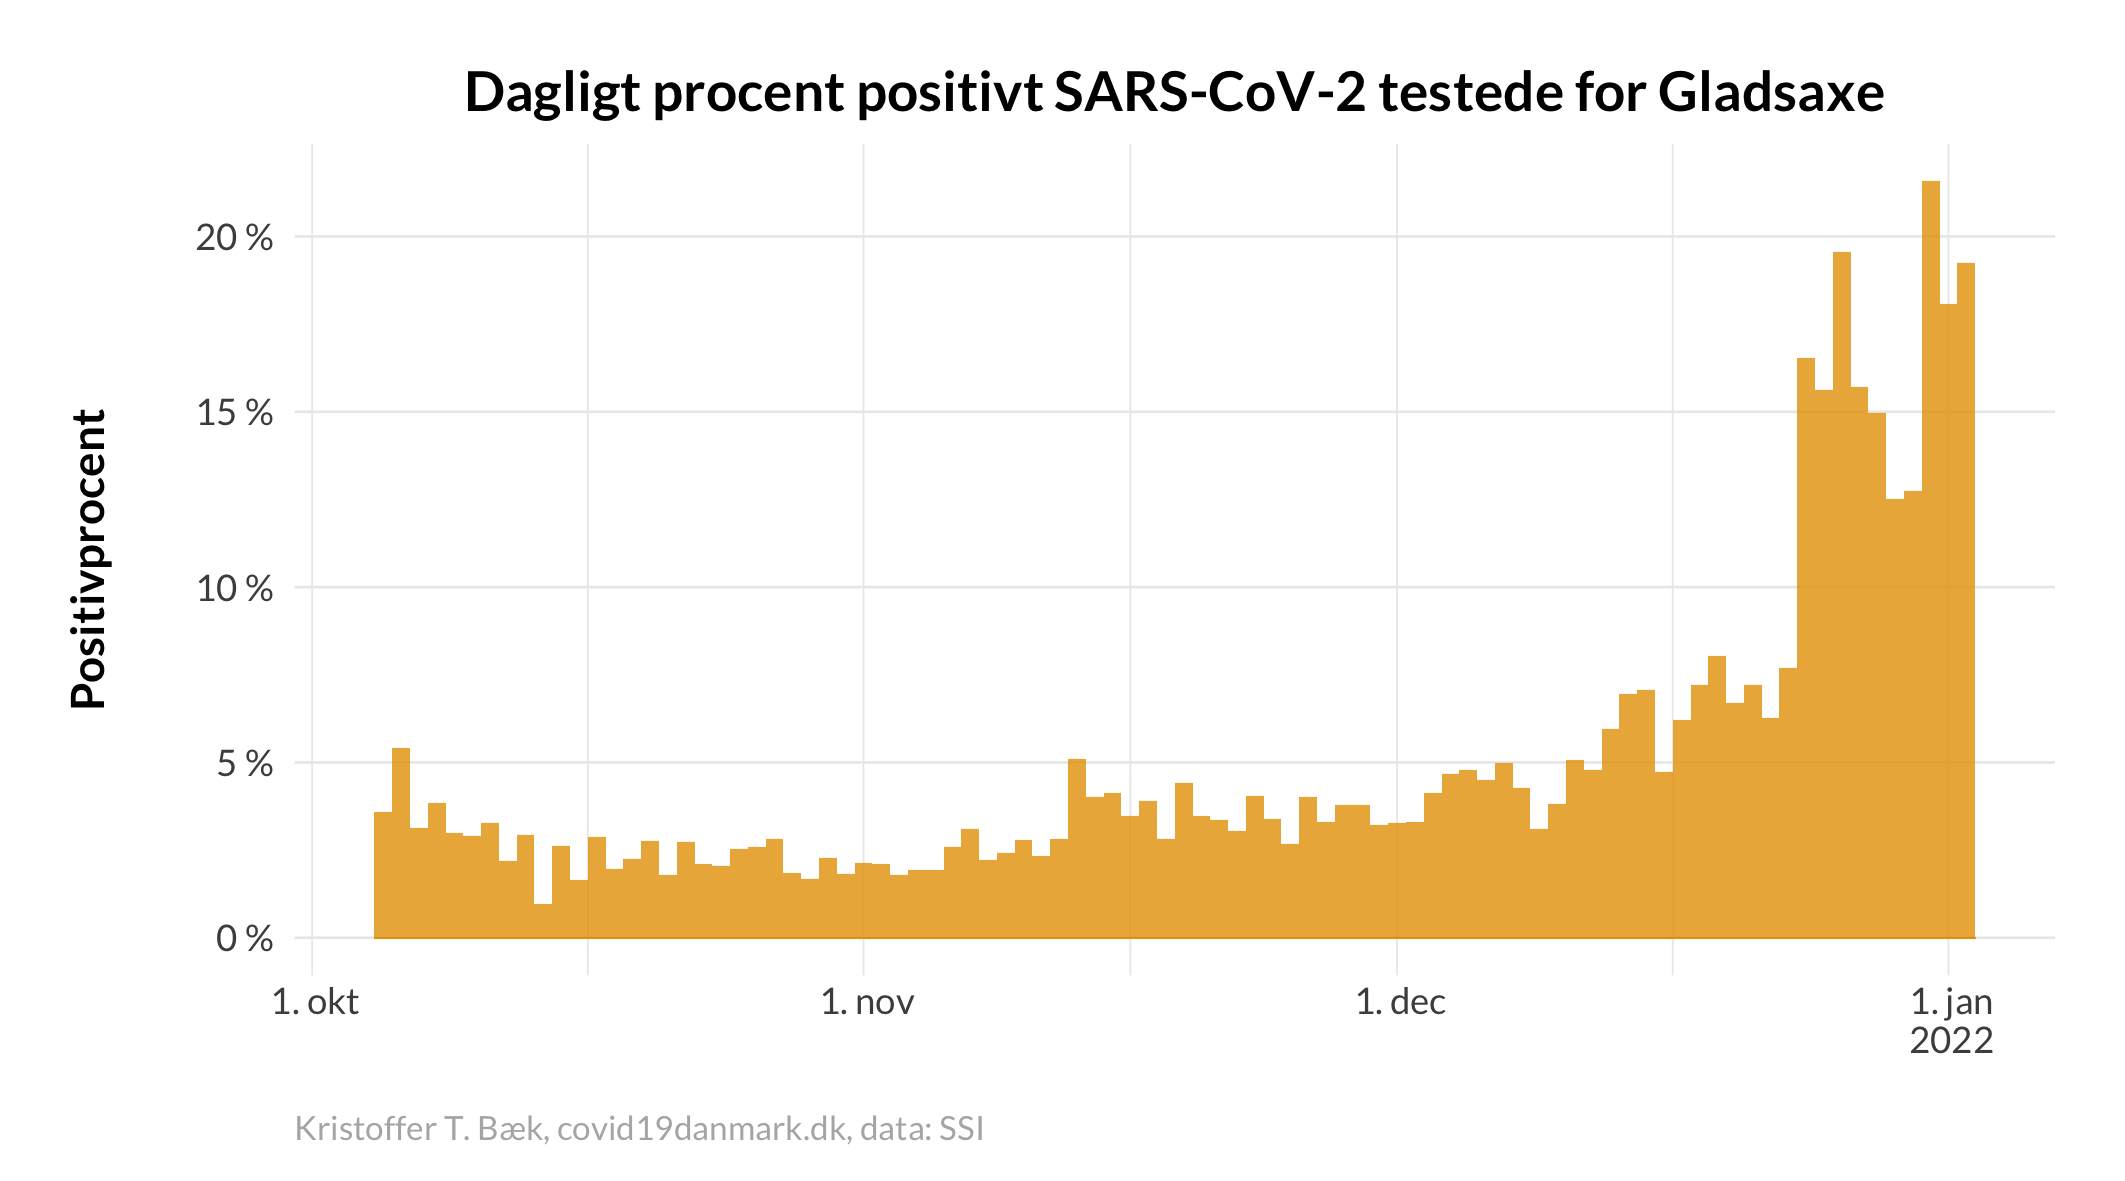 Dagligt procent positivt SARS-CoV-2 testede for Gladsaxe
Positivprocent
20 %
15 %
10 %
5 %
0 %
1. okt
1. nov
1. dec
1. jan
2022
Kristoffer T. Bæk, covid19danmark.dk, data: SSI